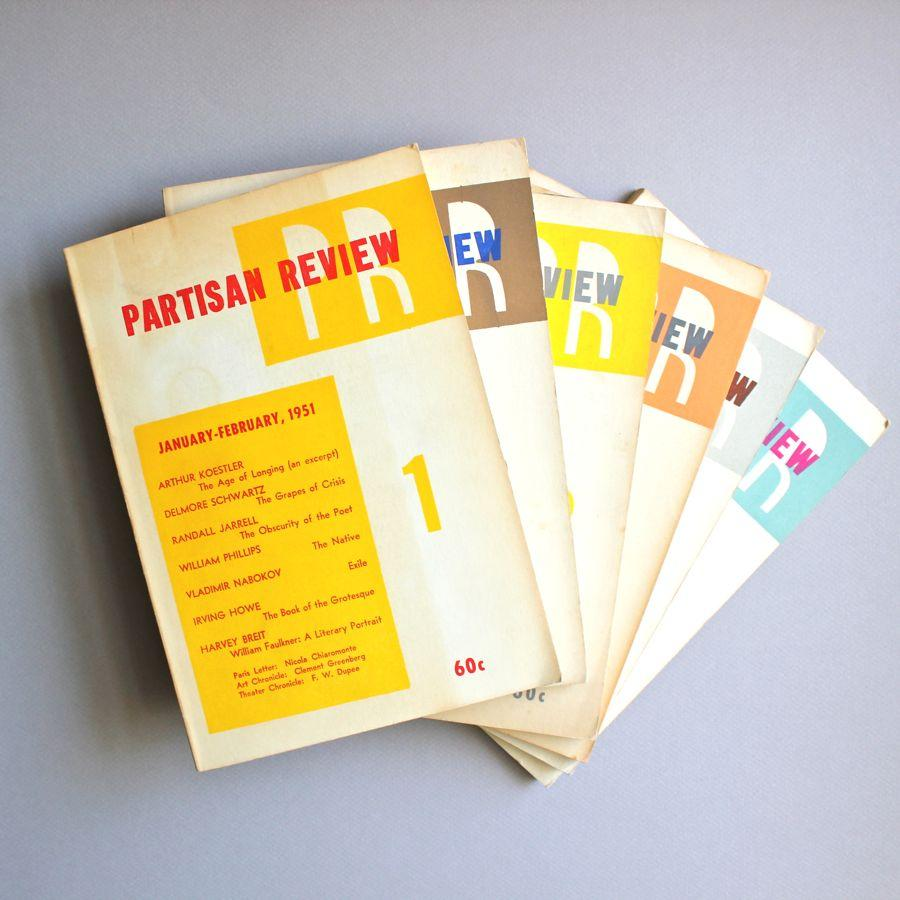 PARTISAN REVIEW
PR
JANUARY-FEBRUARY, 1951
ARTHUR KOESTLER
The Age of Longing (an excerpt)
DELMORE SCHWARTZ
The Grapes of Crisis
RANDALL JARRELL
The Obscurity of the Poet
WILLIAM PHILLIPS
The Native
VLADIMIR NABOKOV
Exile
IRVING HOWE
The Book of the Grotesque
HARVEY BREIT
William Faulkner: A Literary Portrait
Paris Letter: Nicola Chiaromonte
Art Chronicle: Clement Greenberg
Theater Chronicle: F. W. Dupee
1
60c
IEW
R
VIEW
R
60c
IEW
R
W
R
IEW
R